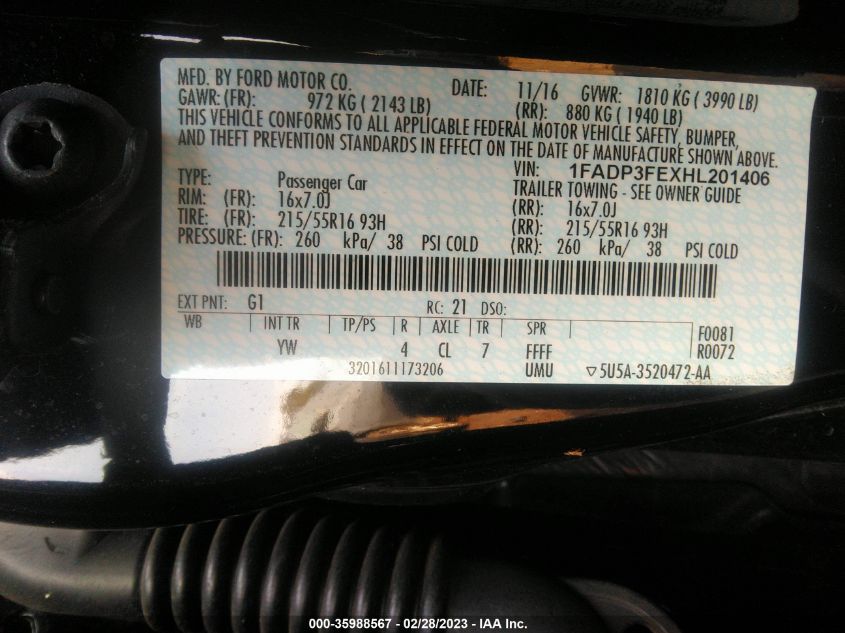 MFD. BY FORD MOTOR CO. DATE: 11/16 GVWR: 1810 KG ( 3990 LB)
GAWR: (FR): 972 KG ( 2143 LB) (RR): 880 KG ( 1940 LB)
THIS VEHICLE CONFORMS TO ALL APPLICABLE FEDERAL MOTOR VEHICLE SAFETY, BUMPER,
AND THEFT PREVENTION STANDARDS IN EFFECT ON THE DATE OF MANUFACTURE SHOWN ABOVE.
VIN: 1FADP3FEXHL201406
TYPE: Passenger Car TRAILER TOWING - SEE OWNER GUIDE
RIM: (FR): 16x7.0J (RR): 16x7.0J
TIRE: (FR): 215/55R16 93H (RR): 215/55R16 93H
PRESSURE: (FR): 260 kPa/ 38 PSI COLD (RR): 260 kPa/ 38 PSI COLD
EXT PNT: G1 RC: 21 DSO:
WB INT TR TP/PS R AXLE TR SPR F0081
YW 4 CL 7 FFFF R0072
3201611173206 UMU ▽5U5A-3520472-AA
000-35988567 - 02/28/2023 - IAA Inc.